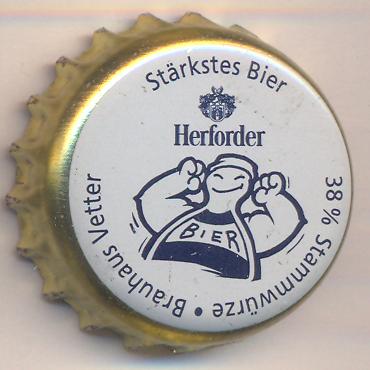 Stärkstes Bier
Herforder
BIER
38% Stammwürze • Brauhaus Vetter